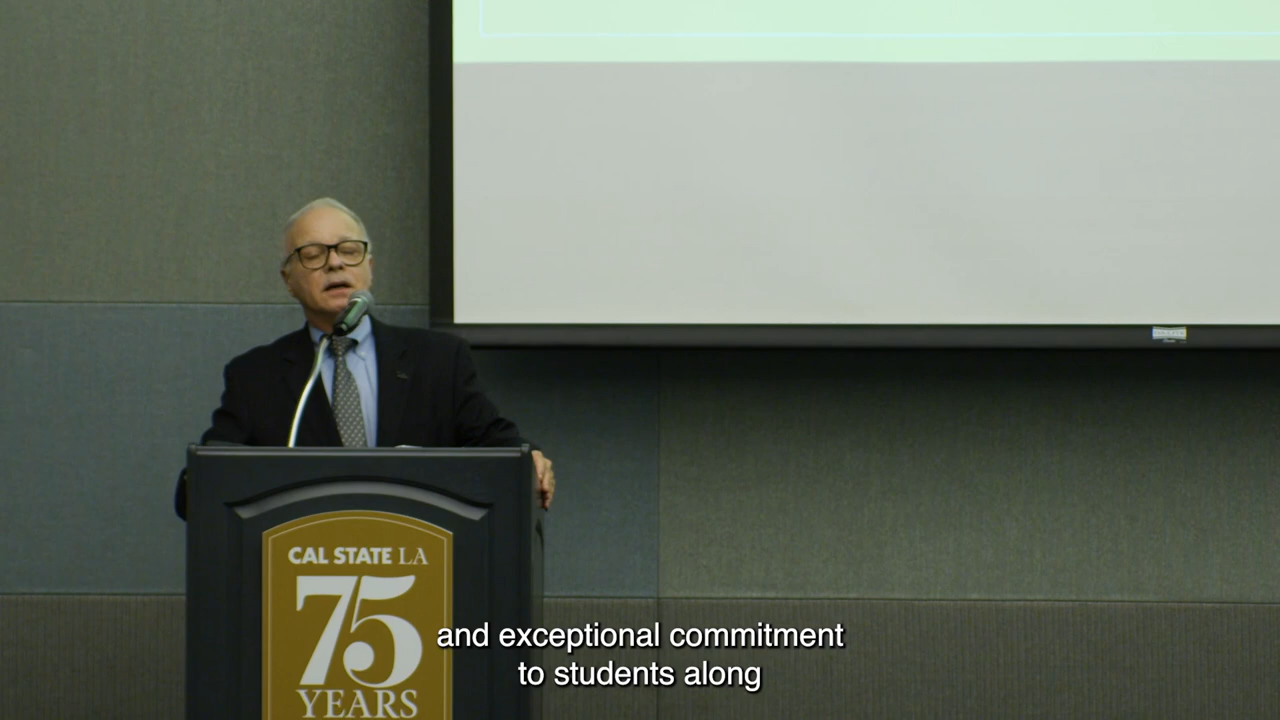 CAL STATE LA
75
YEARS
and exceptional commitment
to students along